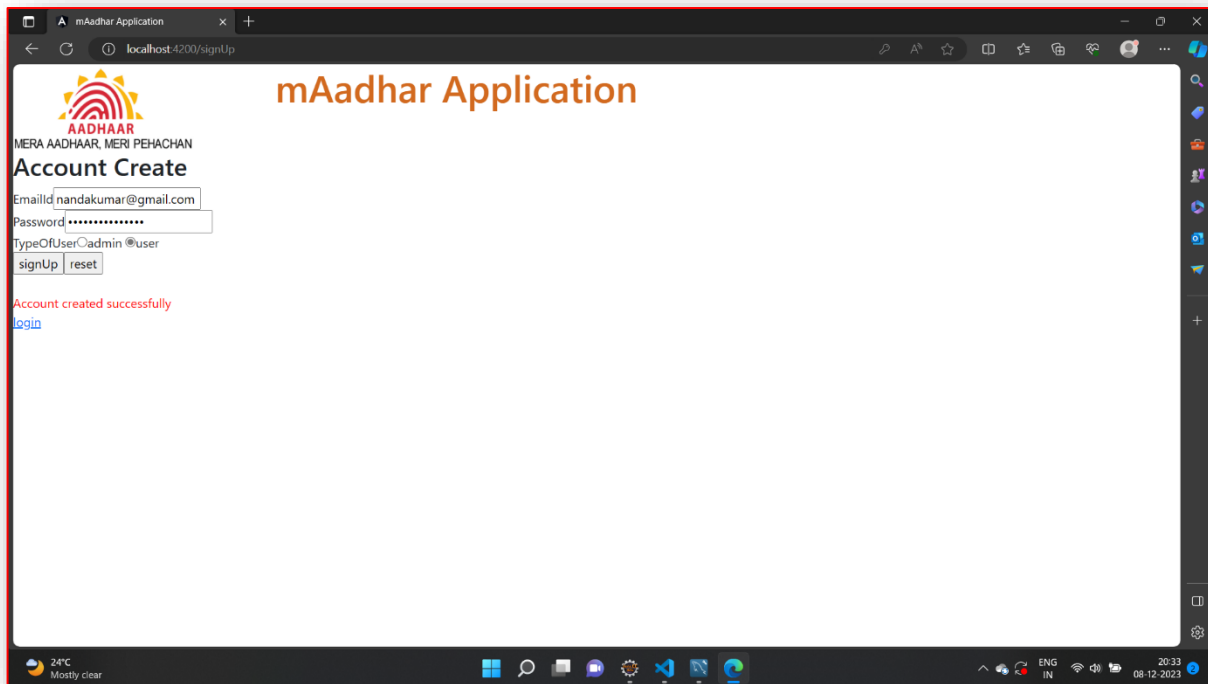 mAadhar Application
localhost:4200/signUp
AADHAAR
MERA AADHAAR, MERI PEHACHAN
mAadhar Application
Account Create
EmailId nandakumar@gmail.com
Password •••••••••••••••
TypeOfUser admin user
signUp reset
Account created successfully
login
24°C
Mostly clear
ENG
IN
20:33
08-12-2023
2